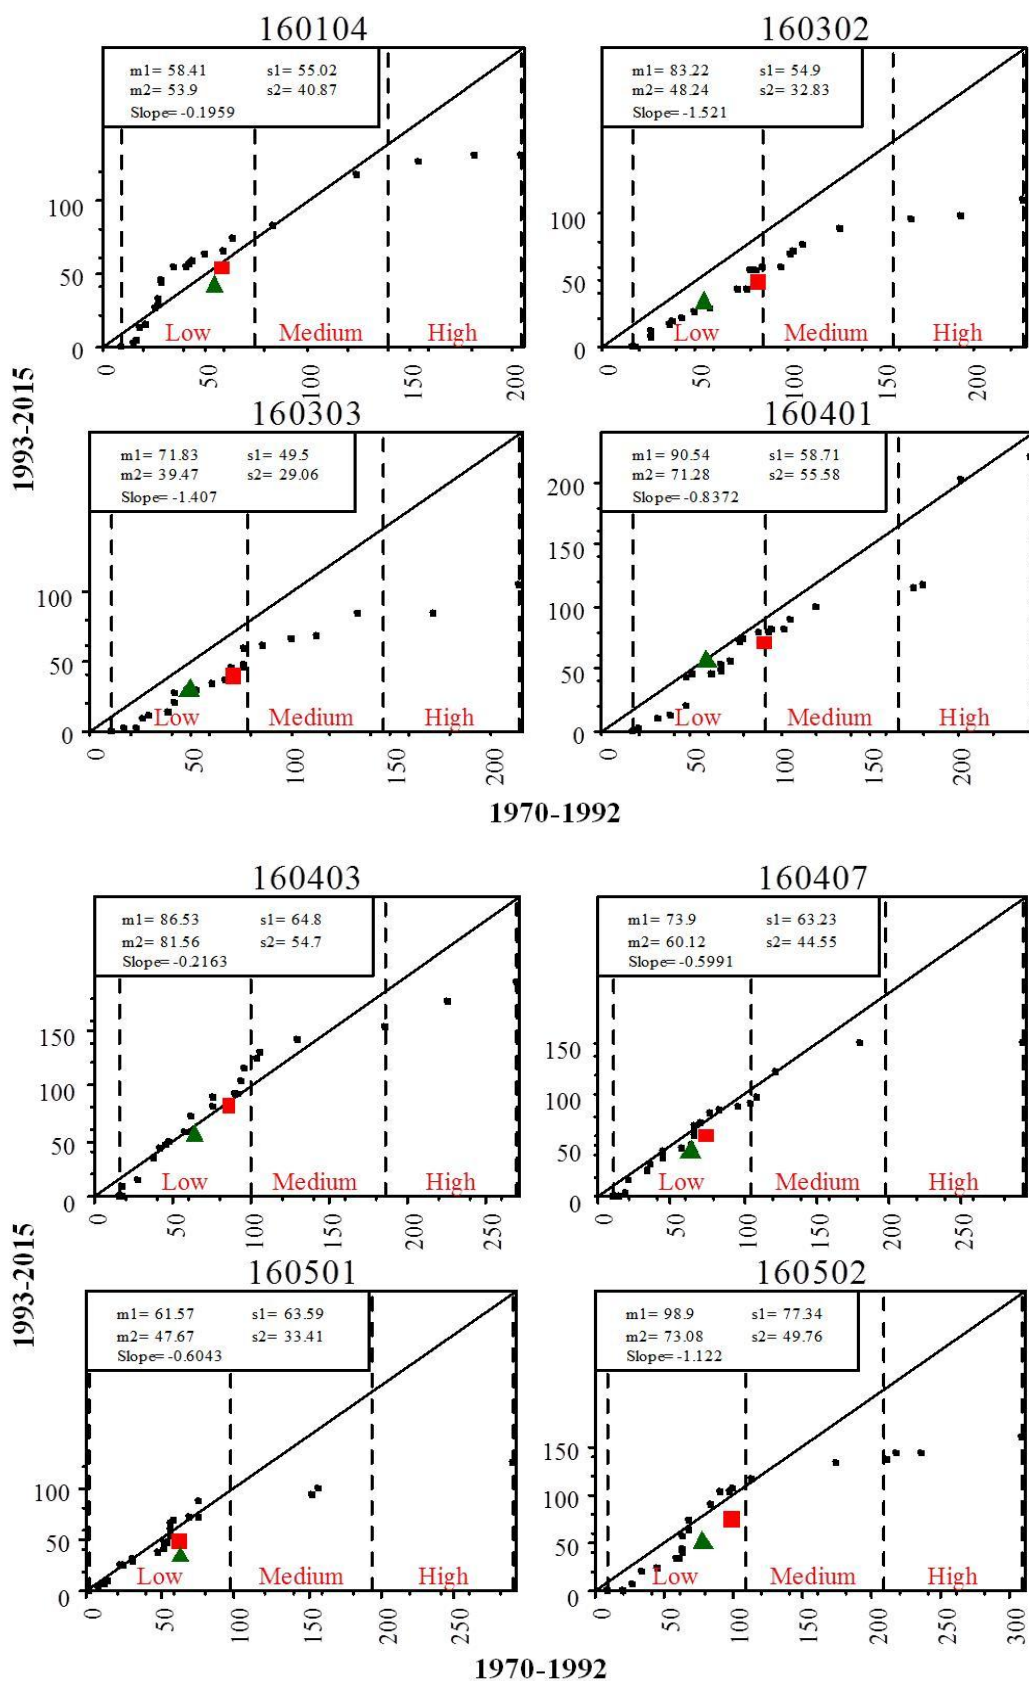 160104
m1= 58.41 s1= 55.02
m2= 53.9 s2= 40.87
Slope= -0.1959
100
50
0
Low Medium High
0 50 100 150 200
160302
m1= 83.22 s1= 54.9
m2= 48.24 s2= 32.83
Slope= -1.521
100
50
0
Low Medium High
0 50 100 150 200
1993-2015
160303
m1= 71.83 s1= 49.5
m2= 39.47 s2= 29.06
Slope= -1.407
100
50
0
Low Medium High
0 50 100 150 200
160401
m1= 90.54 s1= 58.71
m2= 71.28 s2= 55.58
Slope= -0.8372
200
150
100
50
0
Low Medium High
0 50 100 150 200
1970-1992
160403
m1= 86.53 s1= 64.8
m2= 81.56 s2= 54.7
Slope= -0.2163
150
100
50
0
Low Medium High
0 50 100 150 200 250
160407
m1= 73.9 s1= 63.23
m2= 60.12 s2= 44.55
Slope= -0.5991
150
100
50
0
Low Medium High
0 50 100 150 200 250
1993-2015
160501
m1= 61.57 s1= 63.59
m2= 47.67 s2= 33.41
Slope= -0.6043
100
50
0
Low Medium High
0 50 100 150 200 250
160502
m1= 98.9 s1= 77.34
m2= 73.08 s2= 49.76
Slope= -1.122
150
100
50
0
Low Medium High
0 50 100 150 200 250 300
1970-1992